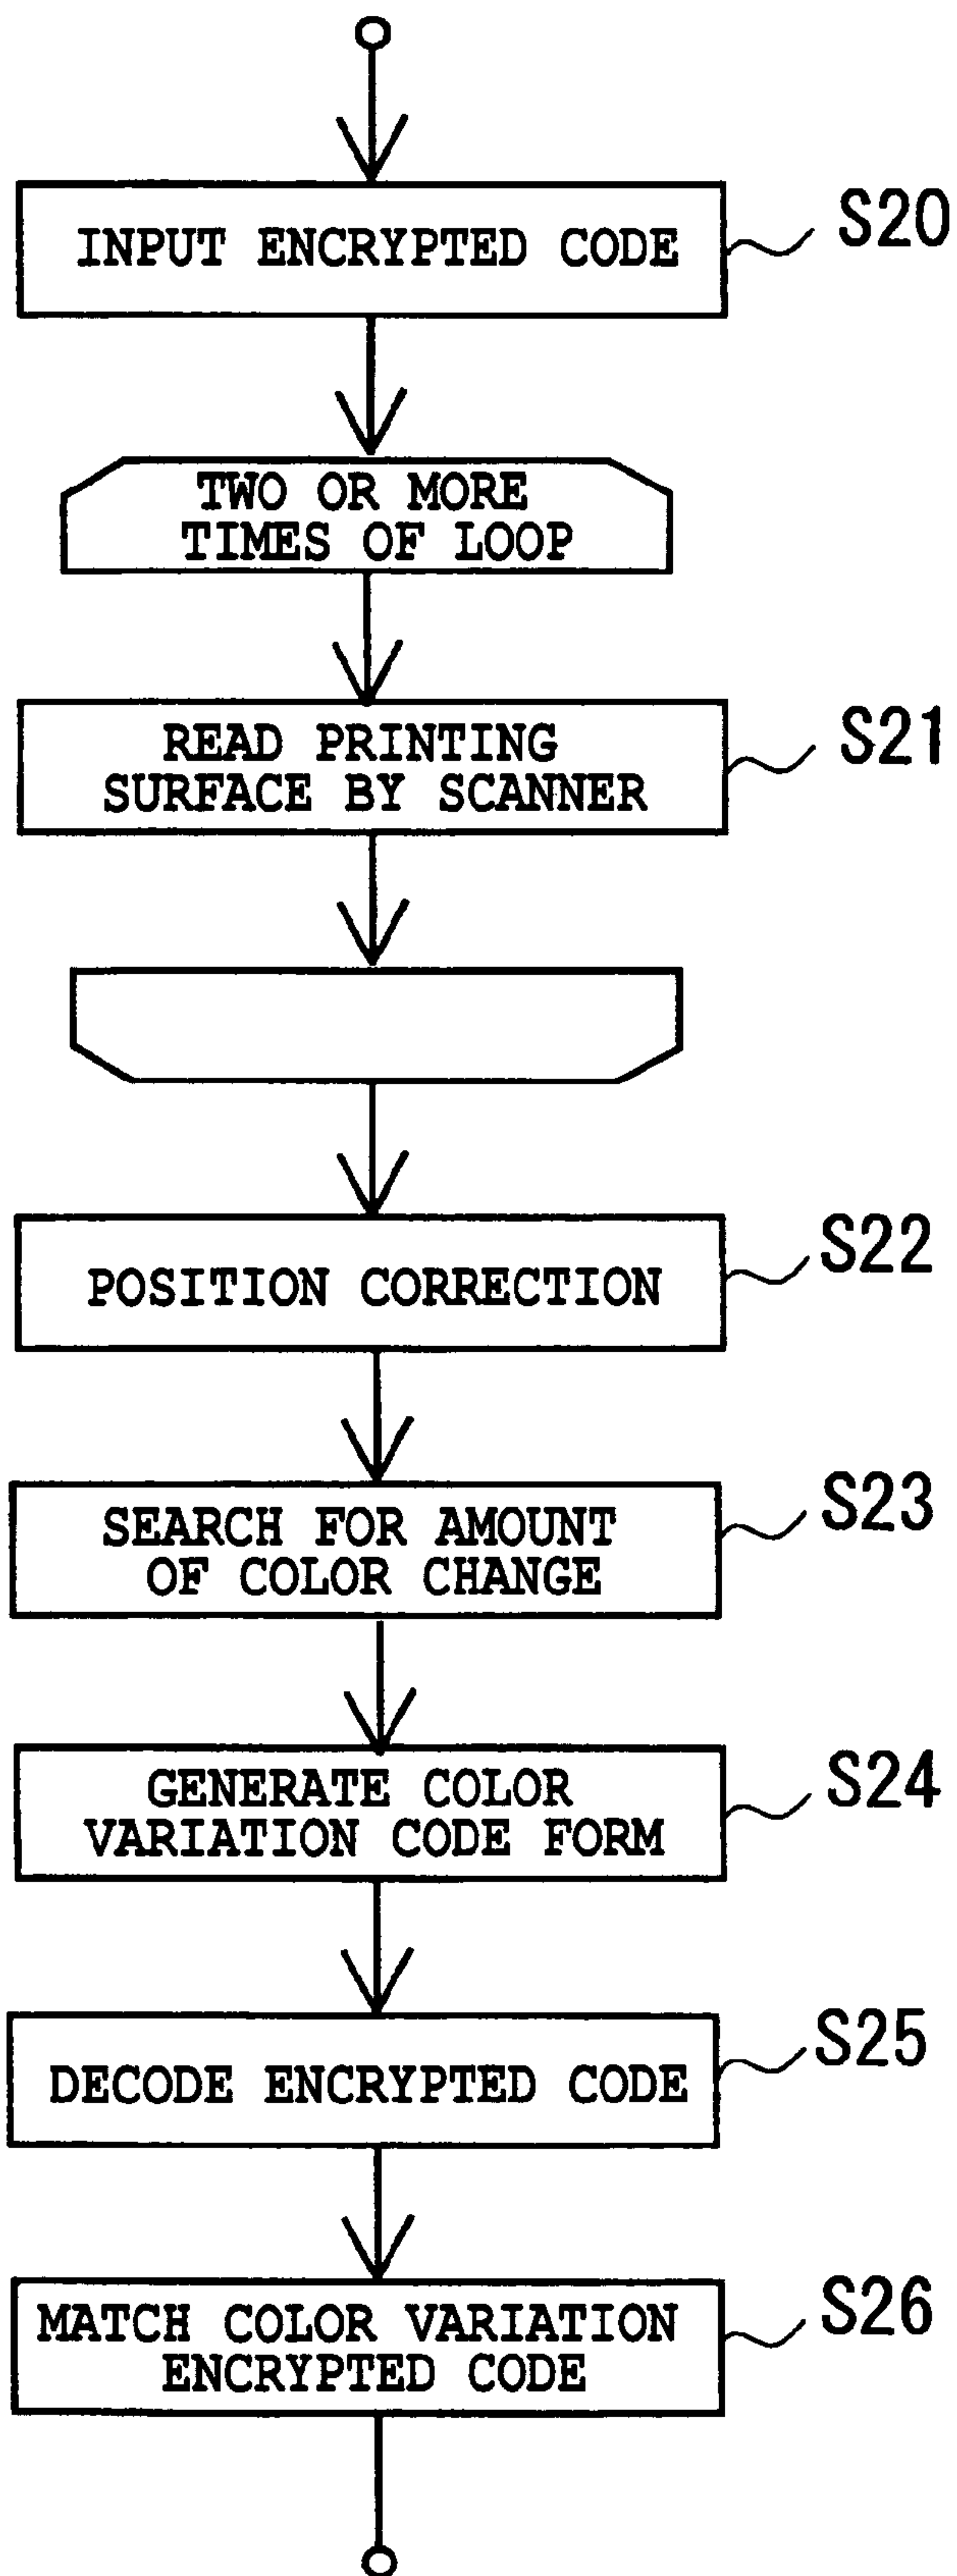 INPUT ENCRYPTED CODE
S20
TWO OR MORE
TIMES OF LOOP
READ PRINTING
SURFACE BY SCANNER
S21
POSITION CORRECTION
S22
SEARCH FOR AMOUNT
OF COLOR CHANGE
S23
GENERATE COLOR
VARIATION CODE FORM
S24
DECODE ENCRYPTED CODE
S25
MATCH COLOR VARIATION
ENCRYPTED CODE
S26